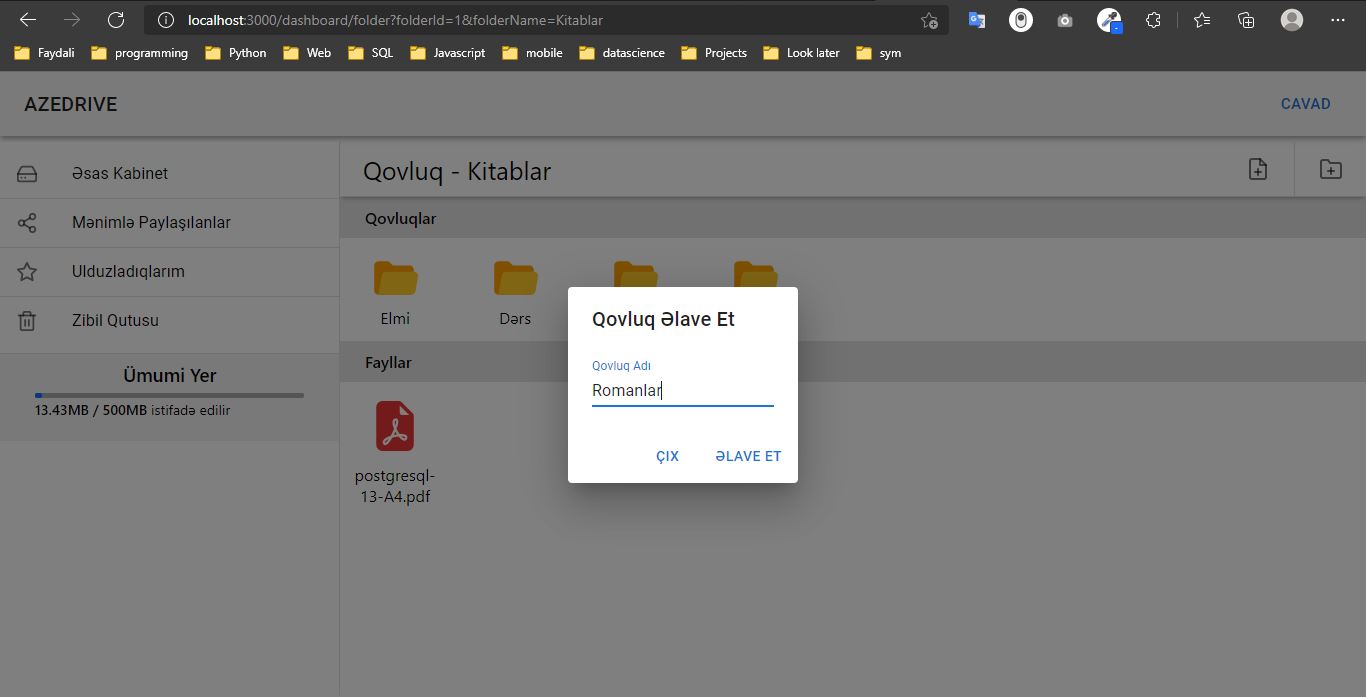 localhost:3000/dashboard/folder?folderId=1&folderName=Kitablar
Faydali programming Python Web SQL Javascript mobile datascience Projects Look later sym
AZEDRIVE CAVAD
Əsas Kabinet
Mənimlə Paylaşılanlar
Ulduzladıqlarım
Zibil Qutusu
Ümumi Yer
13.43MB / 500MB istifadə edilir
Qovluq - Kitablar
Qovluqlar
Elmi Dərs
Fayllar
postgresql-
13-A4.pdf
Qovluq Əlave Et
Qovluq Adı
Romanlar
ÇIX ƏLAVE ET